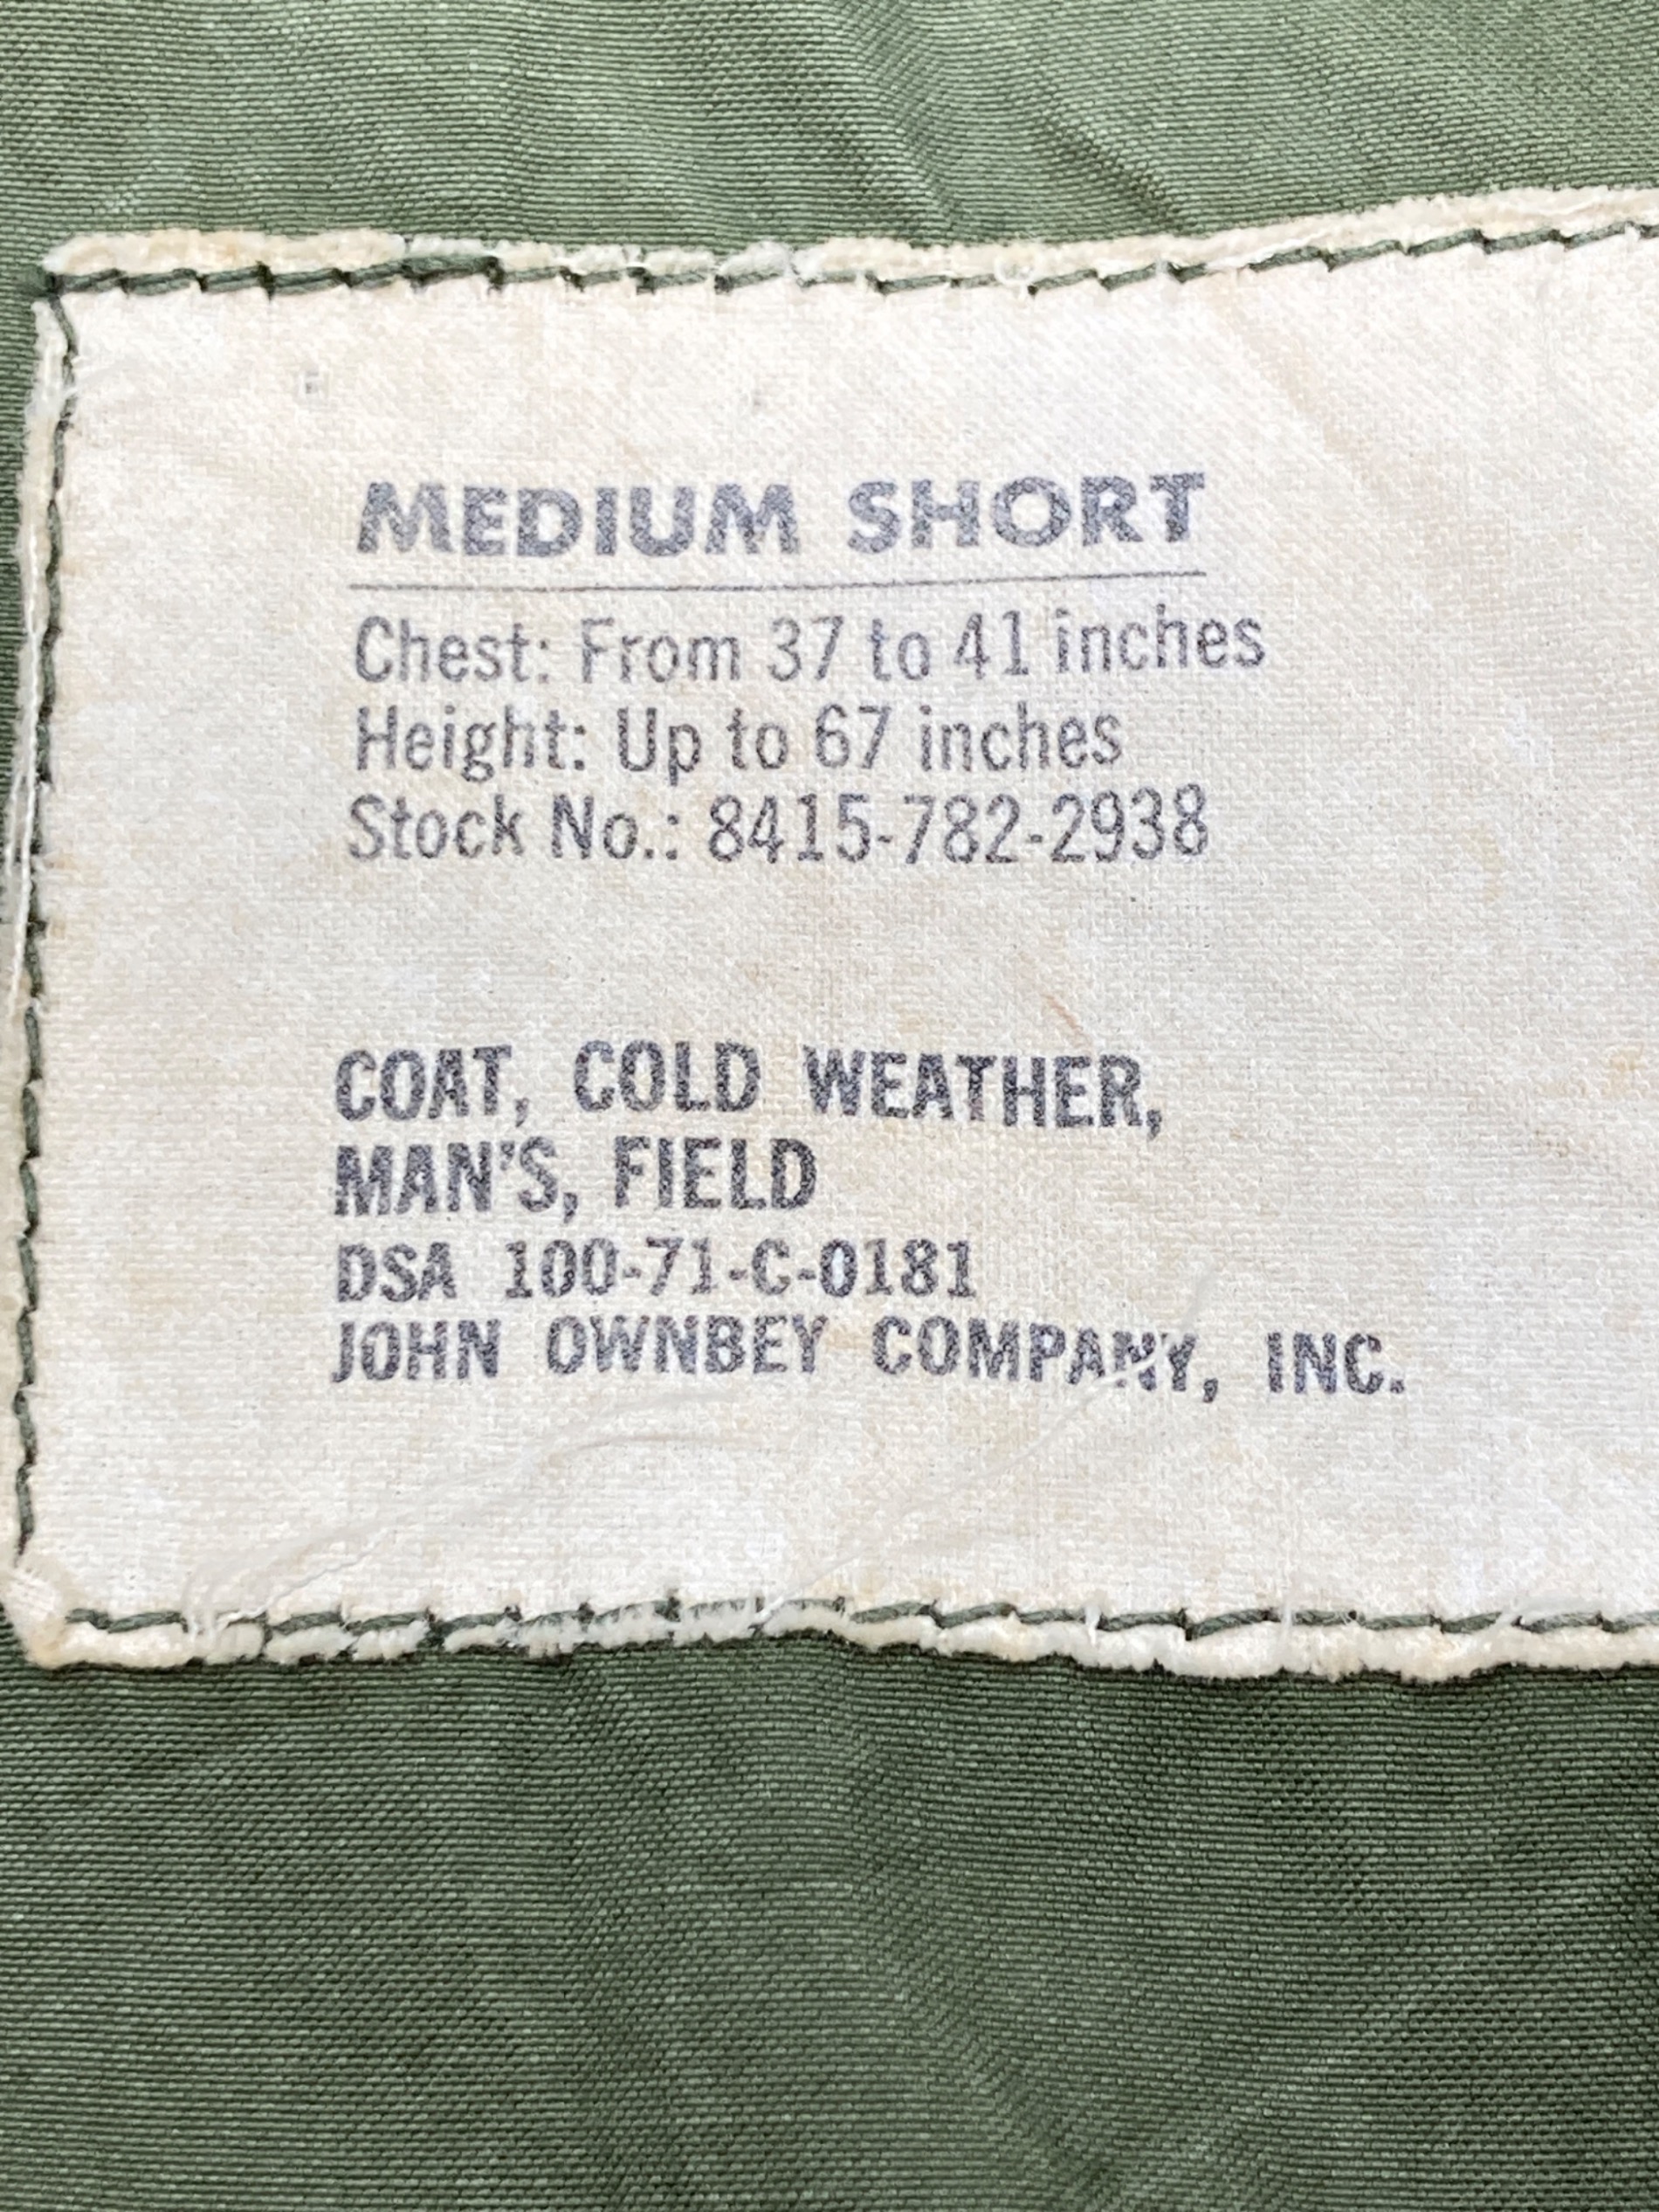 MEDIUM SHORT
Chest: From 37 to 41 inches
Height: Up to 67 inches
Stock No.: 8415-782-2938
COAT, COLD WEATHER,
MAN'S, FIELD
DSA 100-71-C-0181
JOHN OWNBEY COMPANY, INC.